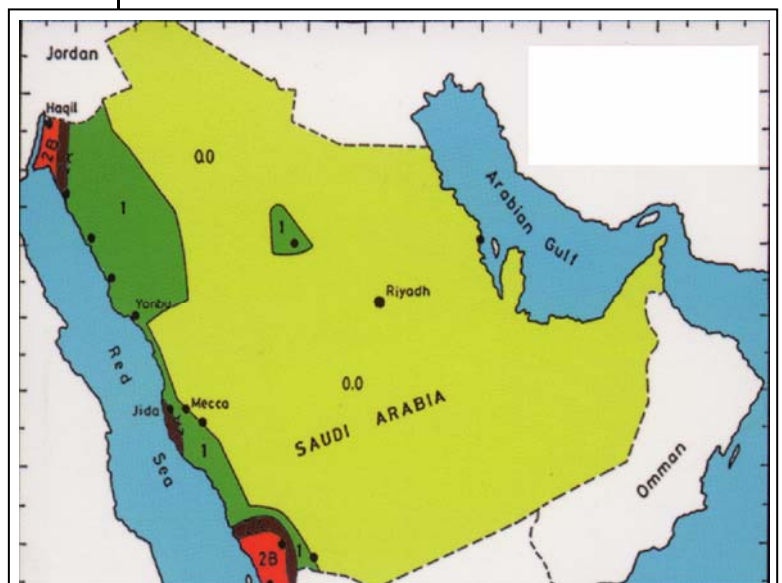 Jordan
Haqil
2B
0.0
1
1
Arabian Gulf
Riyadh
Yonbu
Red Sea
0.0
Jida
Mecca
SAUDI ARABIA
1
Omman
2B
1